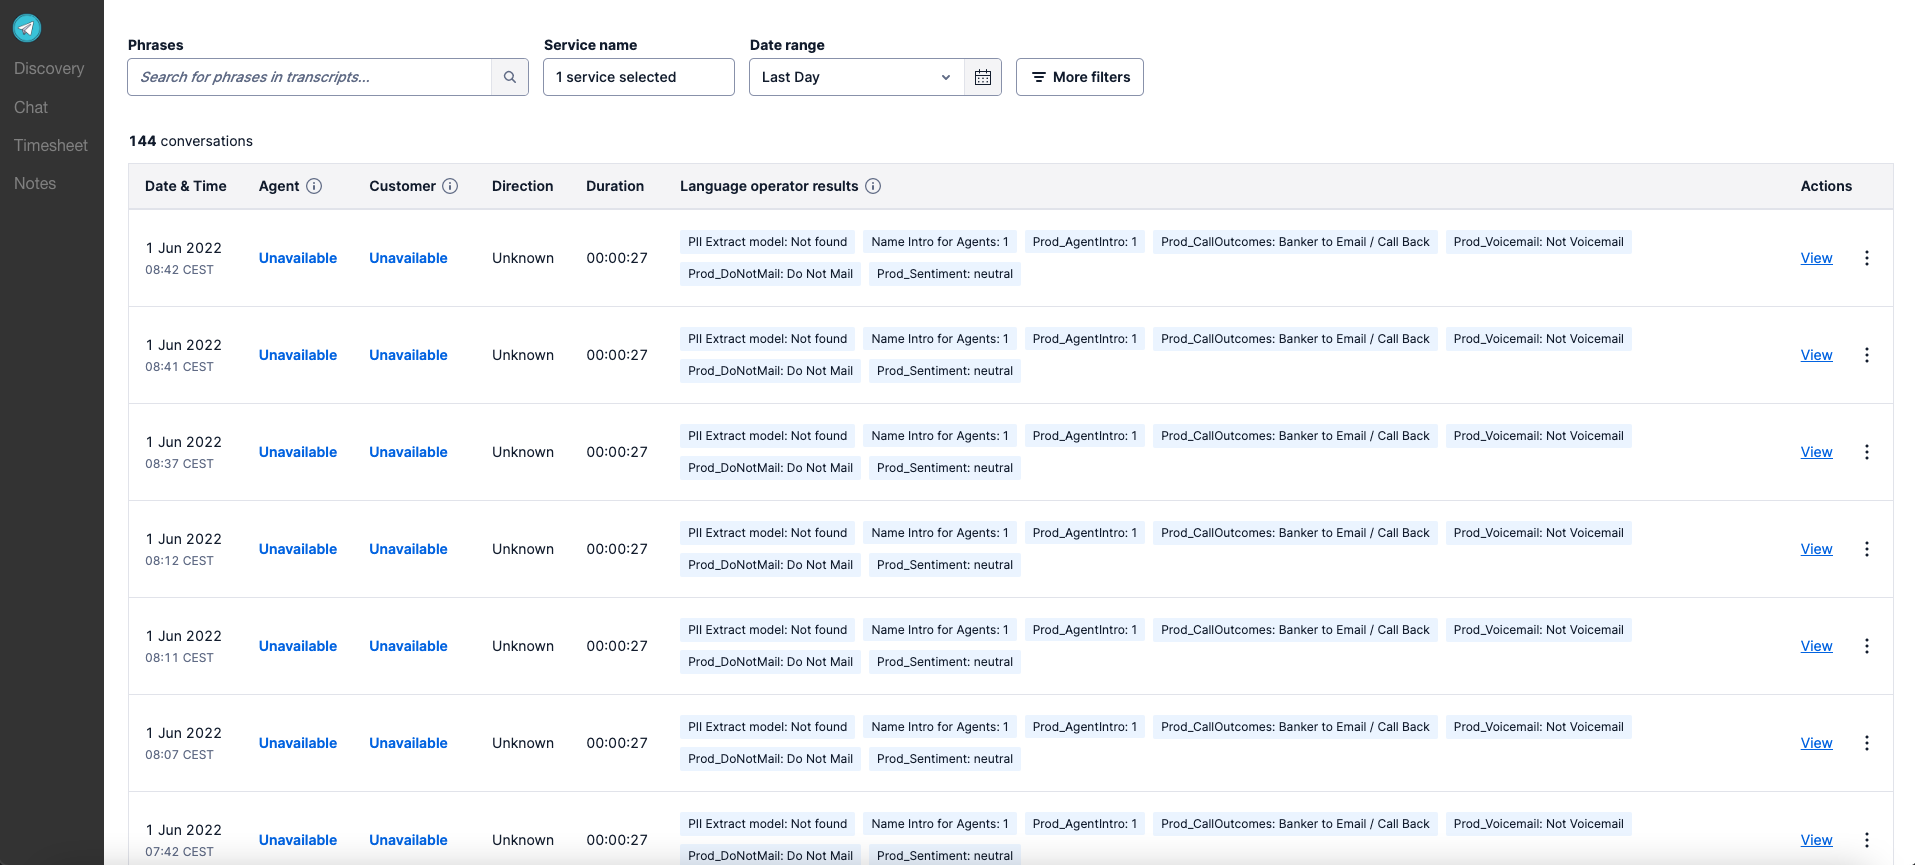 Discovery
Chat
Timesheet
Notes
Phrases
Search for phrases in transcripts...
Service name
1 service selected
Date range
Last Day
More filters
144 conversations
Date & Time Agent Customer Direction Duration Language operator results Actions
1 Jun 2022
08:42 CEST
Unavailable Unavailable Unknown 00:00:27
PII Extract model: Not found Name Intro for Agents: 1 Prod_AgentIntro: 1 Prod_CallOutcomes: Banker to Email / Call Back Prod_Voicemail: Not Voicemail
Prod_DoNotMail: Do Not Mail Prod_Sentiment: neutral
View
1 Jun 2022
08:41 CEST
Unavailable Unavailable Unknown 00:00:27
PII Extract model: Not found Name Intro for Agents: 1 Prod_AgentIntro: 1 Prod_CallOutcomes: Banker to Email / Call Back Prod_Voicemail: Not Voicemail
Prod_DoNotMail: Do Not Mail Prod_Sentiment: neutral
View
1 Jun 2022
08:37 CEST
Unavailable Unavailable Unknown 00:00:27
PII Extract model: Not found Name Intro for Agents: 1 Prod_AgentIntro: 1 Prod_CallOutcomes: Banker to Email / Call Back Prod_Voicemail: Not Voicemail
Prod_DoNotMail: Do Not Mail Prod_Sentiment: neutral
View
1 Jun 2022
08:12 CEST
Unavailable Unavailable Unknown 00:00:27
PII Extract model: Not found Name Intro for Agents: 1 Prod_AgentIntro: 1 Prod_CallOutcomes: Banker to Email / Call Back Prod_Voicemail: Not Voicemail
Prod_DoNotMail: Do Not Mail Prod_Sentiment: neutral
View
1 Jun 2022
08:11 CEST
Unavailable Unavailable Unknown 00:00:27
PII Extract model: Not found Name Intro for Agents: 1 Prod_AgentIntro: 1 Prod_CallOutcomes: Banker to Email / Call Back Prod_Voicemail: Not Voicemail
Prod_DoNotMail: Do Not Mail Prod_Sentiment: neutral
View
1 Jun 2022
08:07 CEST
Unavailable Unavailable Unknown 00:00:27
PII Extract model: Not found Name Intro for Agents: 1 Prod_AgentIntro: 1 Prod_CallOutcomes: Banker to Email / Call Back Prod_Voicemail: Not Voicemail
Prod_DoNotMail: Do Not Mail Prod_Sentiment: neutral
View
1 Jun 2022
07:42 CEST
Unavailable Unavailable Unknown 00:00:27
PII Extract model: Not found Name Intro for Agents: 1 Prod_AgentIntro: 1 Prod_CallOutcomes: Banker to Email / Call Back Prod_Voicemail: Not Voicemail
Prod_DoNotMail: Do Not Mail Prod_Sentiment: neutral
View